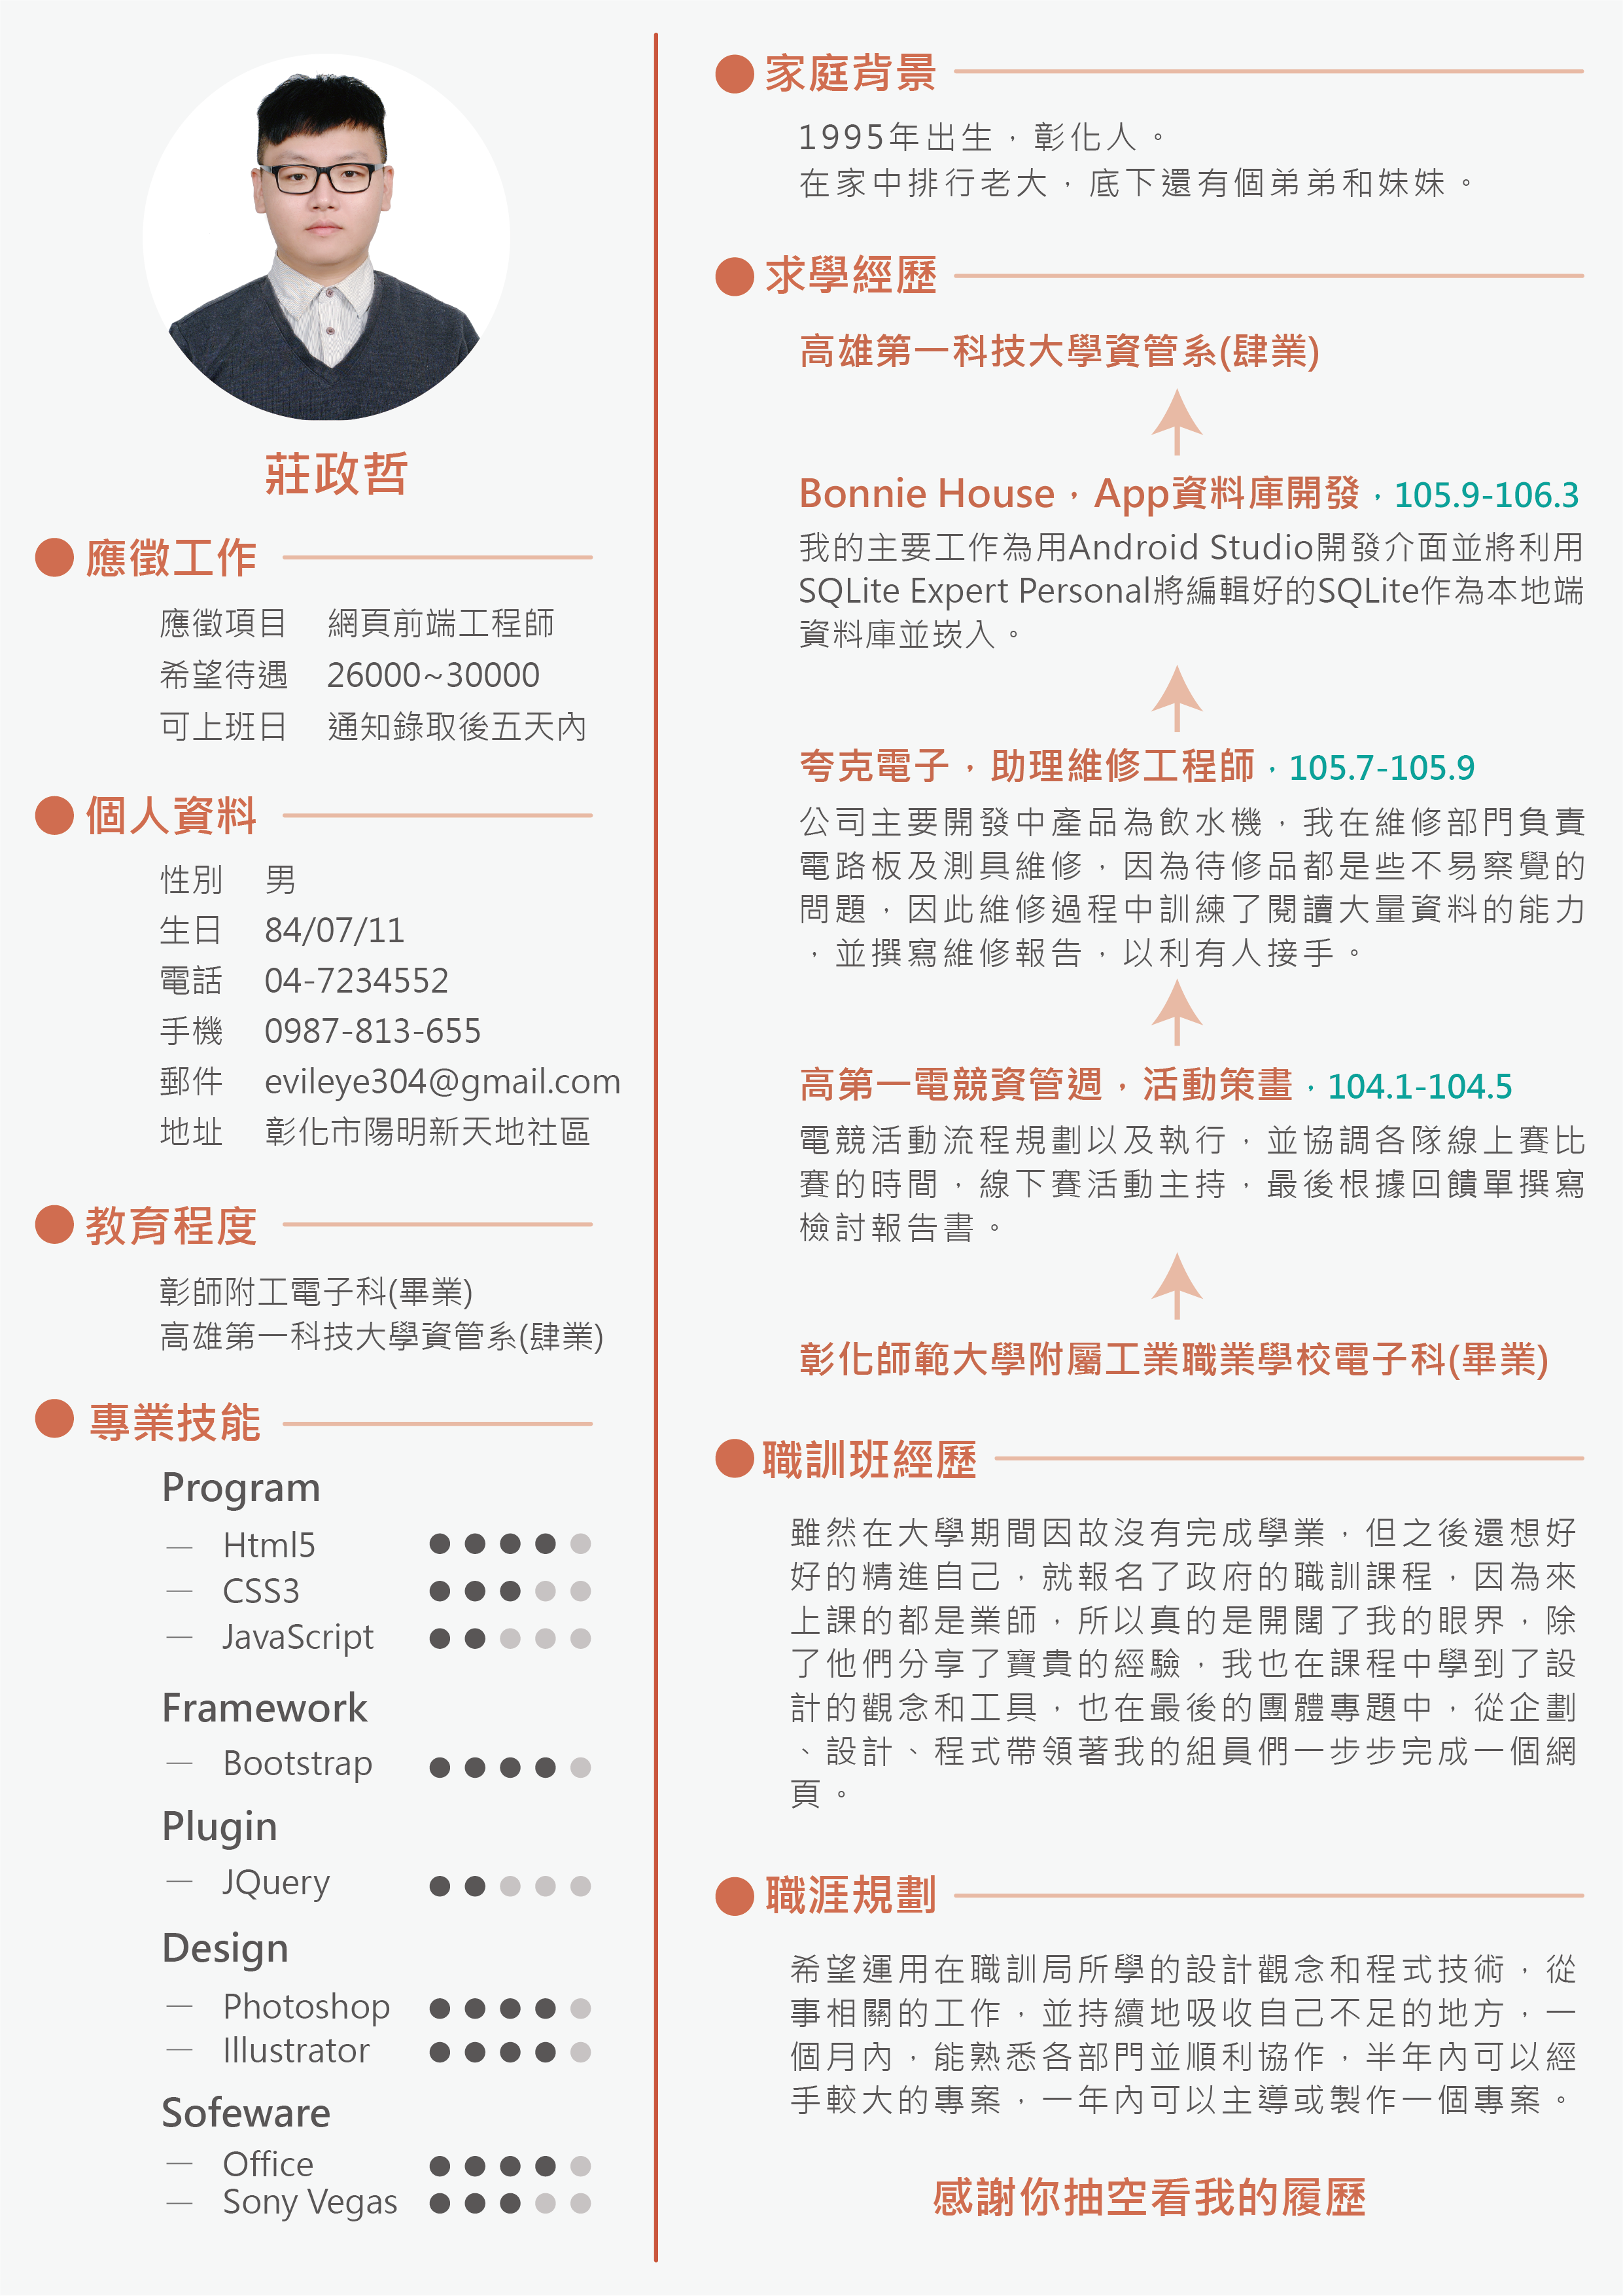 莊政哲
應徵工作
應徵項目 網頁前端工程師
希望待遇 26000~30000
可上班日 通知錄取後五天內
個人資料
性別 男
生日 84/07/11
電話 04-7234552
手機 0987-813-655
郵件 evileye304@gmail.com
地址 彰化市陽明新天地社區
教育程度
彰師附工電子科(畢業)
高雄第一科技大學資管系(肄業)
專業技能
Program
— Html5
— CSS3
— JavaScript
Framework
— Bootstrap
Plugin
— JQuery
Design
— Photoshop
— Illustrator
Sofeware
— Office
— Sony Vegas
家庭背景
1995年出生，彰化人。
在家中排行老大，底下還有個弟弟和妹妹。
求學經歷
高雄第一科技大學資管系(肄業)
Bonnie House，App資料庫開發，105.9-106.3
我的主要工作為用Android Studio開發介面並將利用
SQLite Expert Personal將編輯好的SQLite作為本地端
資料庫並崁入。
夸克電子，助理維修工程師，105.7-105.9
公司主要開發中產品為飲水機，我在維修部門負責
電路板及測具維修，因為待修品都是些不易察覺的
問題，因此維修過程中訓練了閱讀大量資料的能力
，並撰寫維修報告，以利有人接手。
高第一電競資管週，活動策畫，104.1-104.5
電競活動流程規劃以及執行，並協調各隊線上賽比
賽的時間，線下賽活動主持，最後根據回饋單撰寫
檢討報告書。
彰化師範大學附屬工業職業學校電子科(畢業)
職訓班經歷
雖然在大學期間因故沒有完成學業，但之後還想好
好的精進自己，就報名了政府的職訓課程，因為來
上課的都是業師，所以真的是開闊了我的眼界，除
了他們分享了寶貴的經驗，我也在課程中學到了設
計的觀念和工具，也在最後的團體專題中，從企劃
、設計、程式帶領著我的組員們一步步完成一個網
頁。
職涯規劃
希望運用在職訓局所學的設計觀念和程式技術，從
事相關的工作，並持續地吸收自己不足的地方，一
個月內，能熟悉各部門並順利協作，半年內可以經
手較大的專案，一年內可以主導或製作一個專案。
感謝你抽空看我的履歷